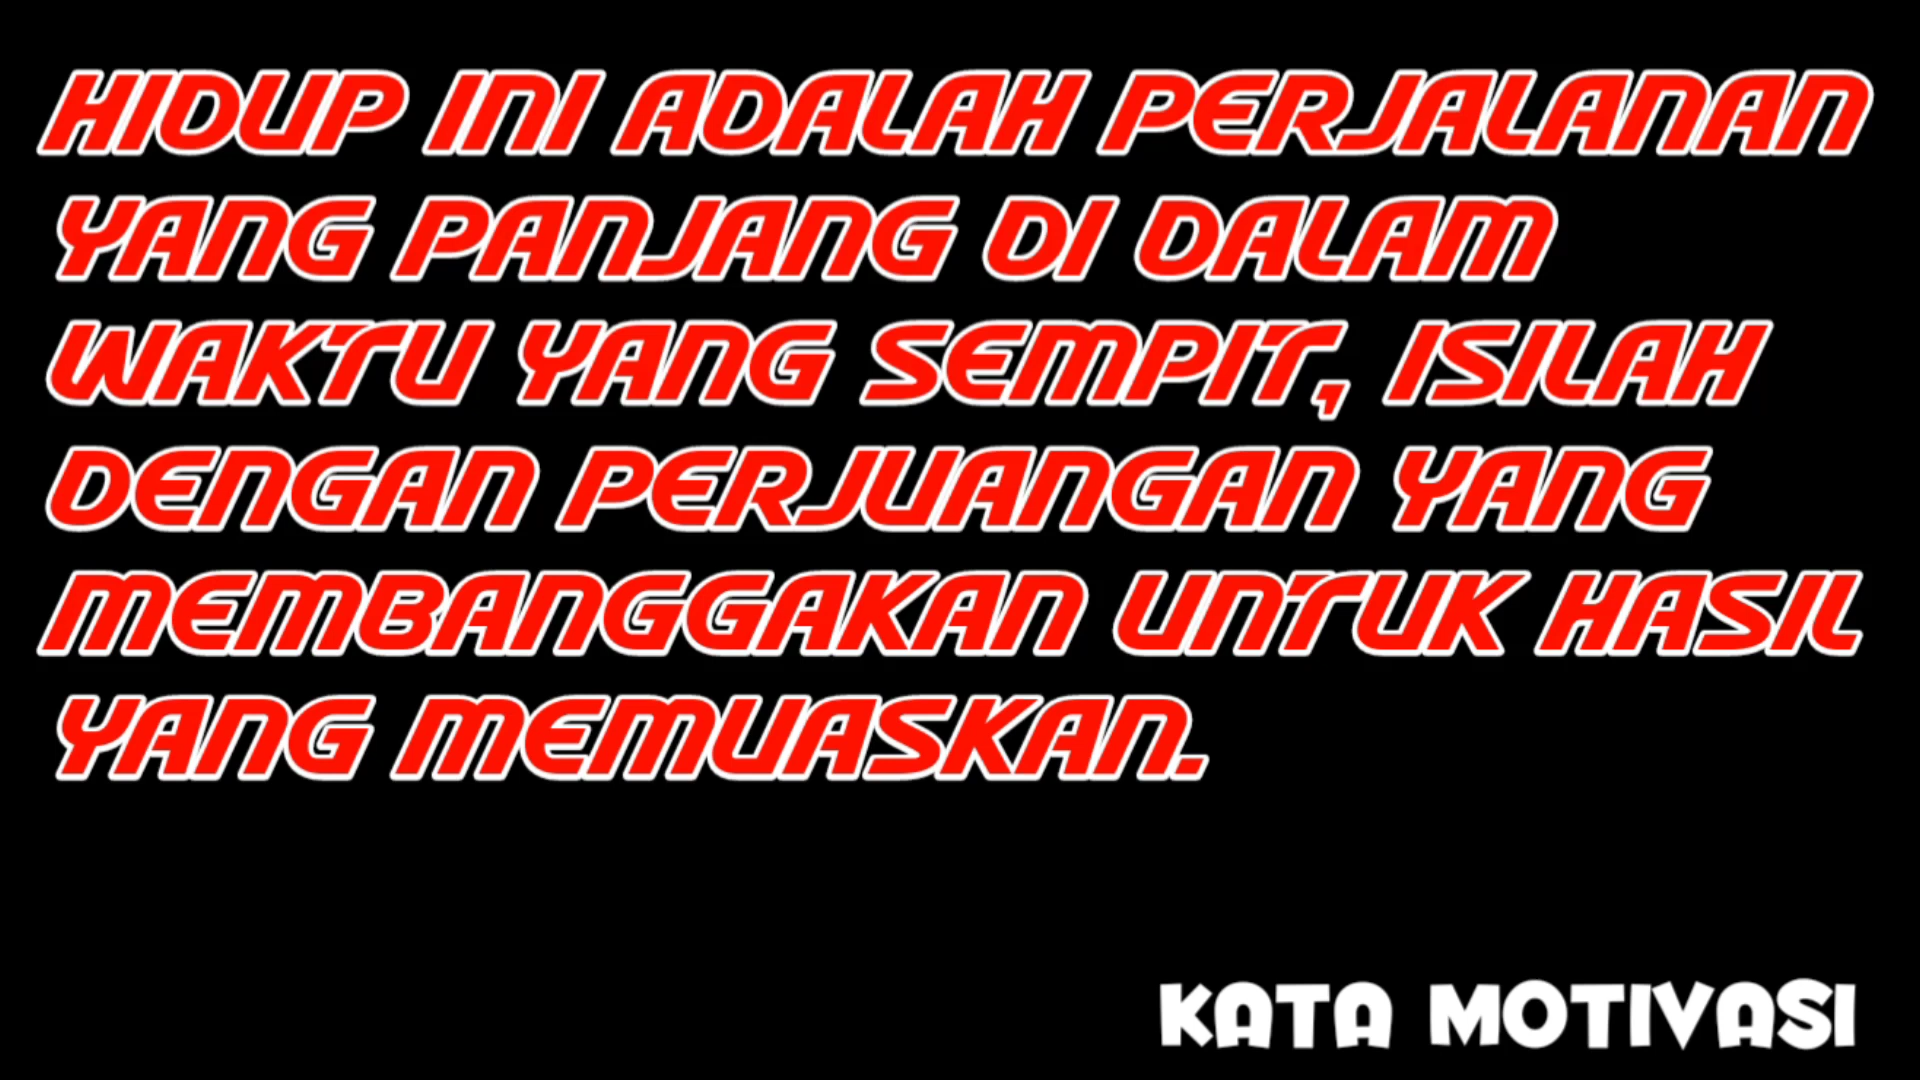 HIDUP INI ADALAH PERJALANAN
YANG PANJANG DI DALAM
WAKTU YANG SEMPIT, ISILAH
DENGAN PERJUANGAN YANG
MEMBANGGAKAN UNTUK HASIL
YANG MEMUASKAN.
KATA MOTIVASI